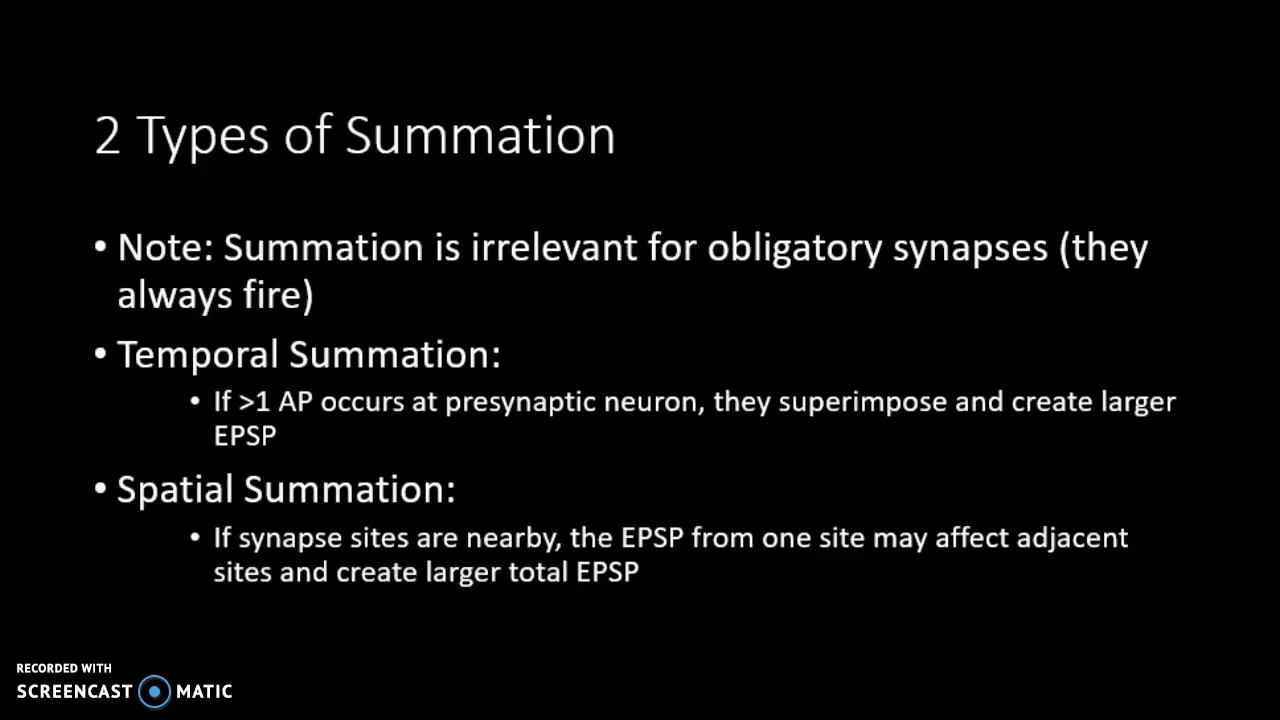 2 Types of Summation
• Note: Summation is irrelevant for obligatory synapses (they
always fire)
• Temporal Summation:
• If >1 AP occurs at presynaptic neuron, they superimpose and create larger
EPSP
• Spatial Summation:
• If synapse sites are nearby, the EPSP from one site may affect adjacent
sites and create larger total EPSP
RECORDED WITH
SCREENCAST MATIC